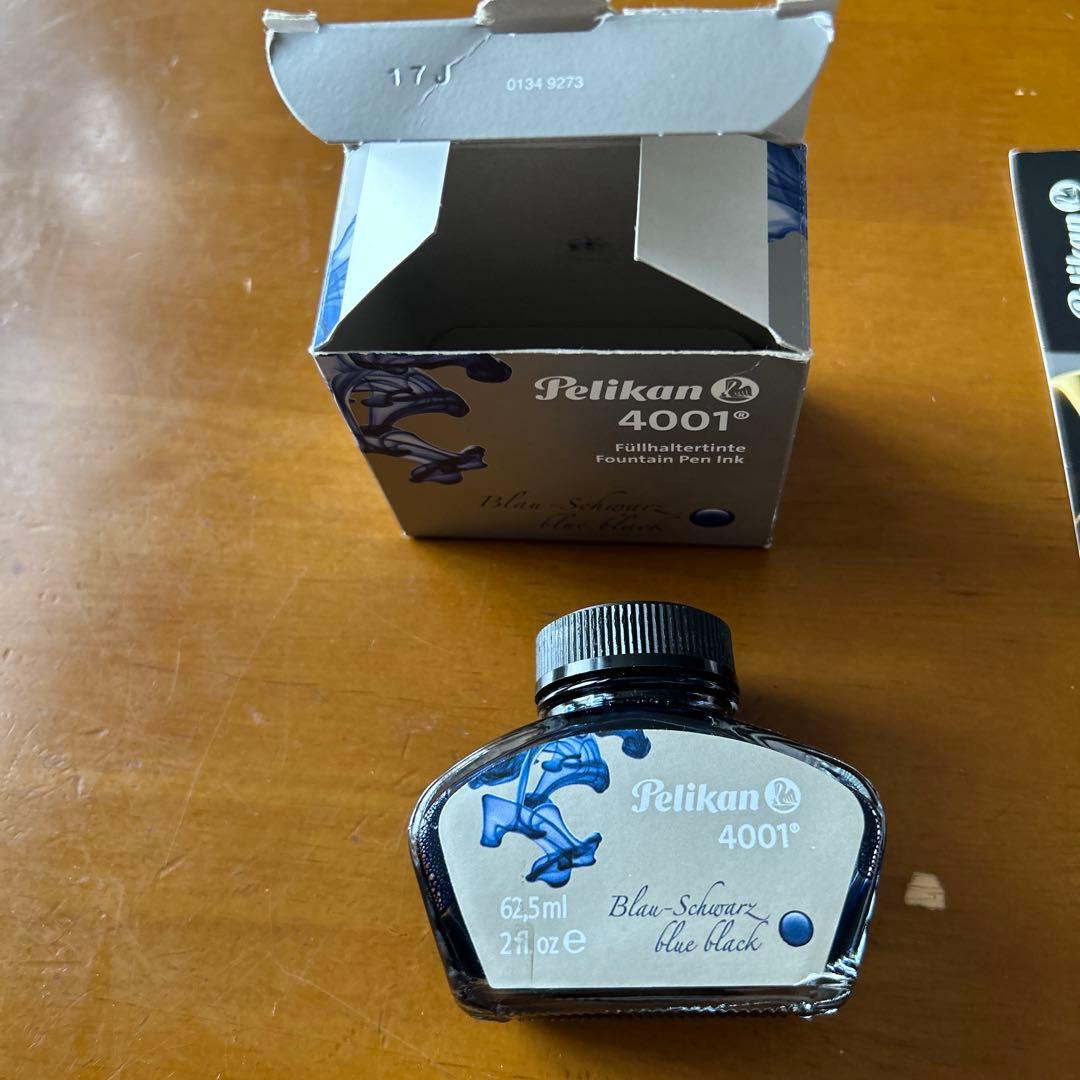 17J
0134 9273
Pelikan
4001®
Füllhaltertinte
Fountain Pen Ink
Blau-Schwarz
blue black
Pelikan
Pelikan
4001®
62,5ml
2 fl. oz e
Blau-Schwarz
blue black